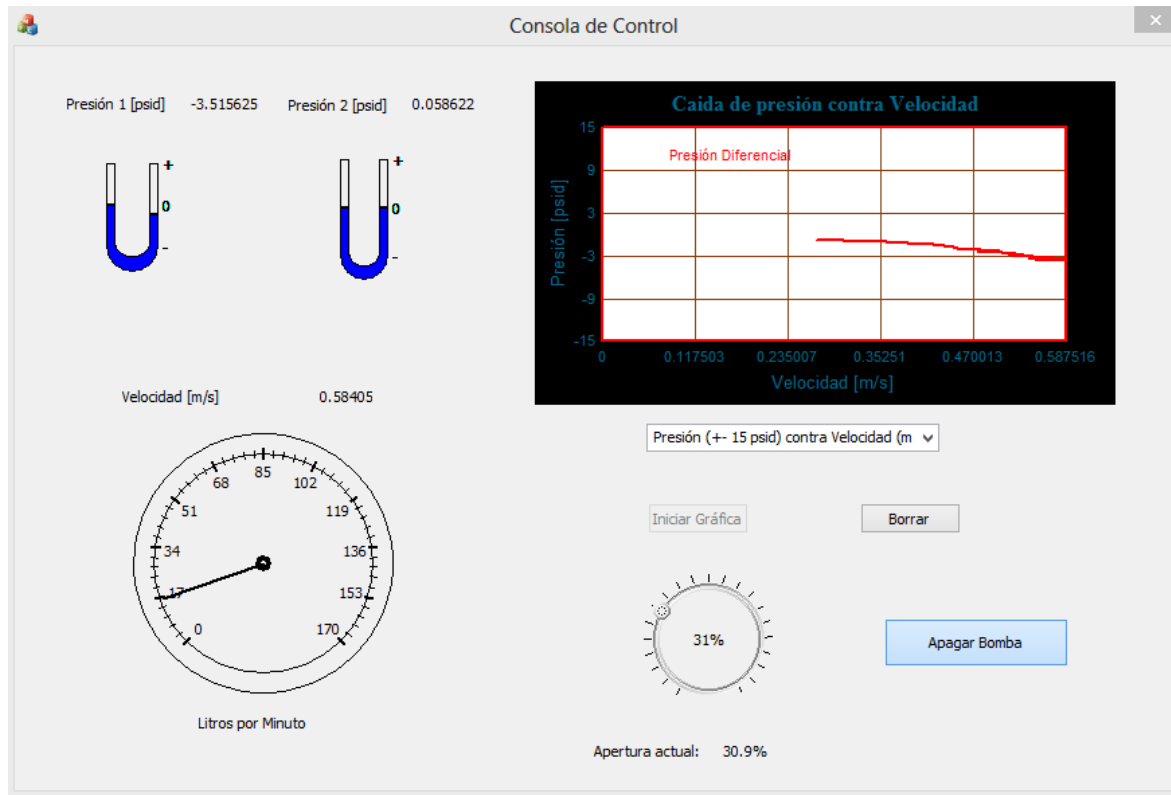 Consola de Control
Presión 1 [psid] -3.515625 Presión 2 [psid] 0.058622
+
0
-
+
0
-
Caida de presión contra Velocidad
Presión Diferencial
Presión [psid]
15
9
3
-3
-9
-15
0 0.117503 0.235007 0.35251 0.470013 0.587516
Velocidad [m/s]
Velocidad [m/s] 0.58405
Presión (+- 15 psid) contra Velocidad (m
0
17
34
51
68
85
102
119
136
153
170
Litros por Minuto
Iniciar Gráfica
Borrar
31%
Apagar Bomba
Apertura actual: 30.9%